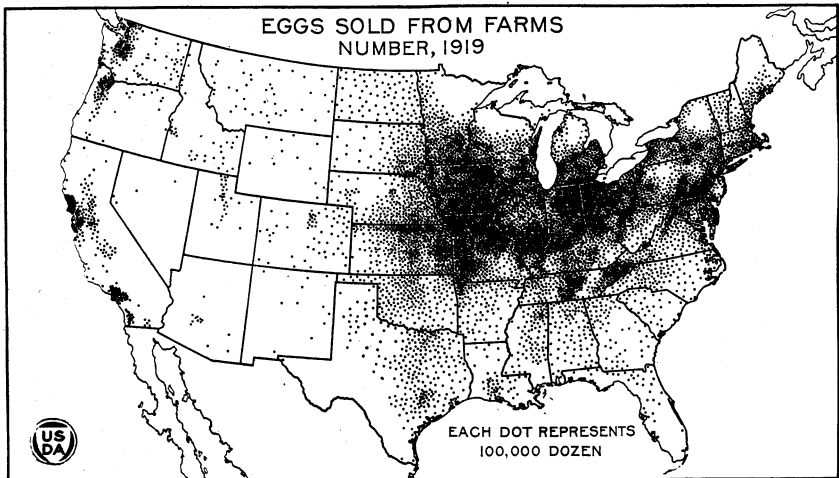 EGGS SOLD FROM FARMS
NUMBER, 1919
EACH DOT REPRESENTS
100,000 DOZEN
US
DA